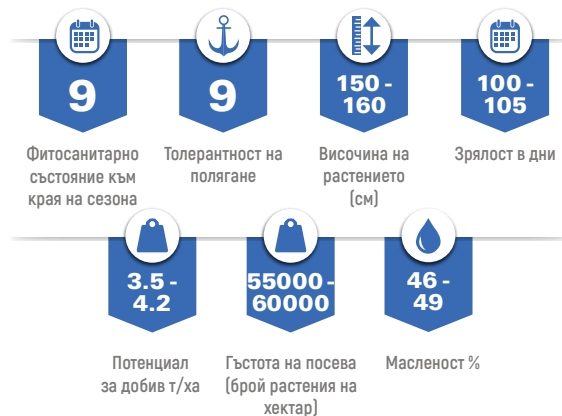 9
Фитосанитарно
състояние към
края на сезона
9
Толерантност на
полягане
150 -
160
Височина на
растението
(см)
100 -
105
Зрялост в дни
3.5 -
4.2
Потенциал
за добив т/ха
55000 -
60000
Гъстота на посева
(брой растения на
хектар)
46 -
49
Масленост %